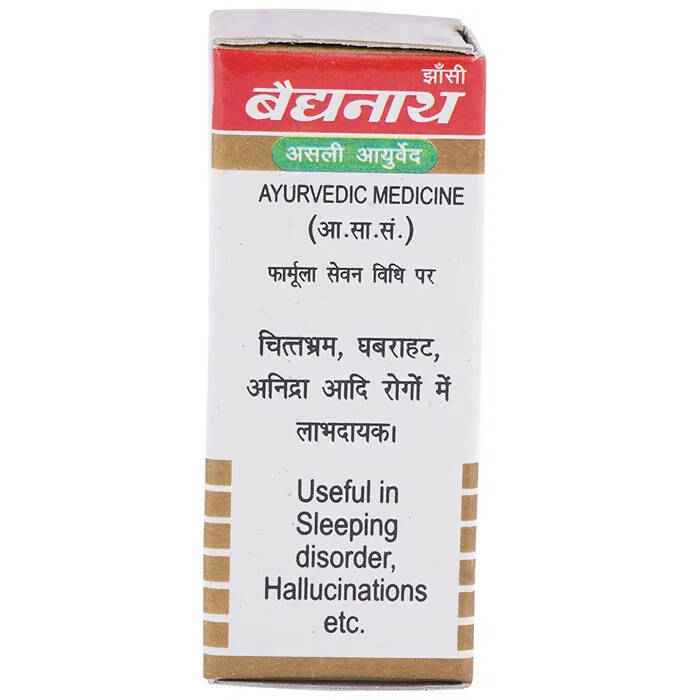 झाँसी
बैद्यनाथ
असली आयुर्वेद
AYURVEDIC MEDICINE
(आ.सा.सं.)
फार्मूला सेवन विधि पर
चित्तभ्रम, घबराहट,
अनिद्रा आदि रोगों में
लाभदायक।
Useful in
Sleeping
disorder,
Hallucinations
etc.